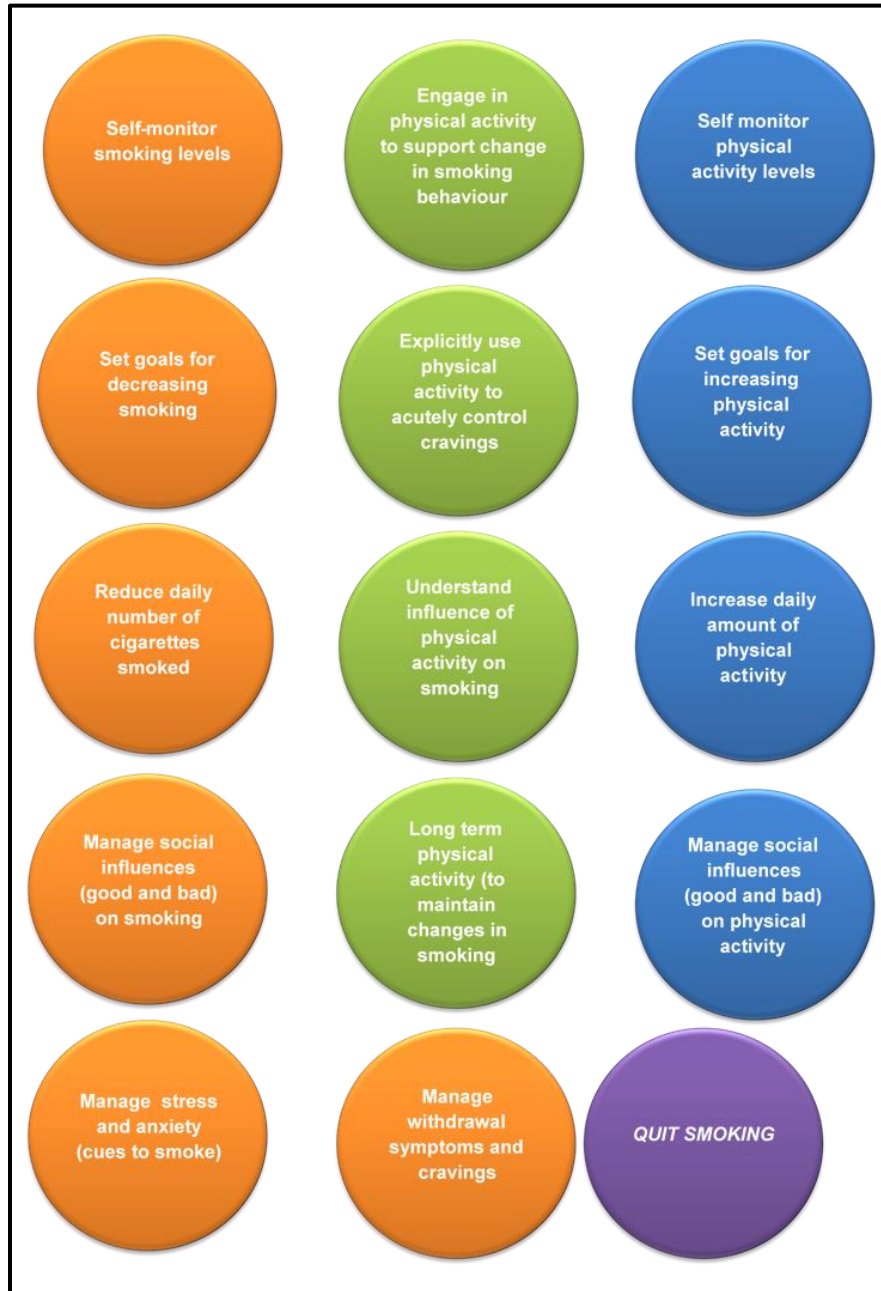 Self-monitor
smoking levels
Engage in
physical activity
to support change
in smoking
behaviour
Self monitor
physical
activity levels
Set goals for
decreasing
smoking
Explicitly use
physical
activity to
acutely control
cravings
Set goals for
increasing
physical
activity
Reduce daily
number of
cigarettes
smoked
Understand
influence of
physical
activity on
smoking
Increase daily
amount of
physical
activity
Manage social
influences
(good and bad)
on smoking
Long term
physical
activity (to
maintain
changes in
smoking
Manage social
influences
(good and bad)
on physical
activity
Manage stress
and anxiety
(cues to smoke)
Manage
withdrawal
symptoms and
cravings
QUIT SMOKING